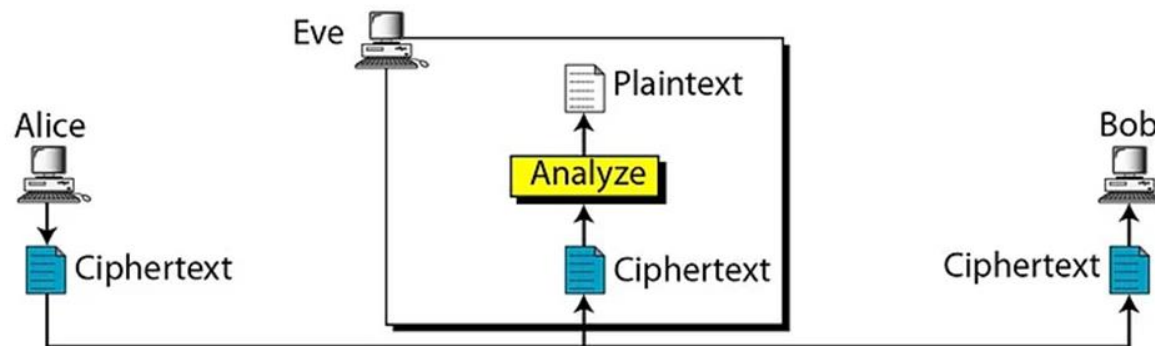 Eve
Plaintext
Alice
Bob
Analyze
Ciphertext
Ciphertext
Ciphertext